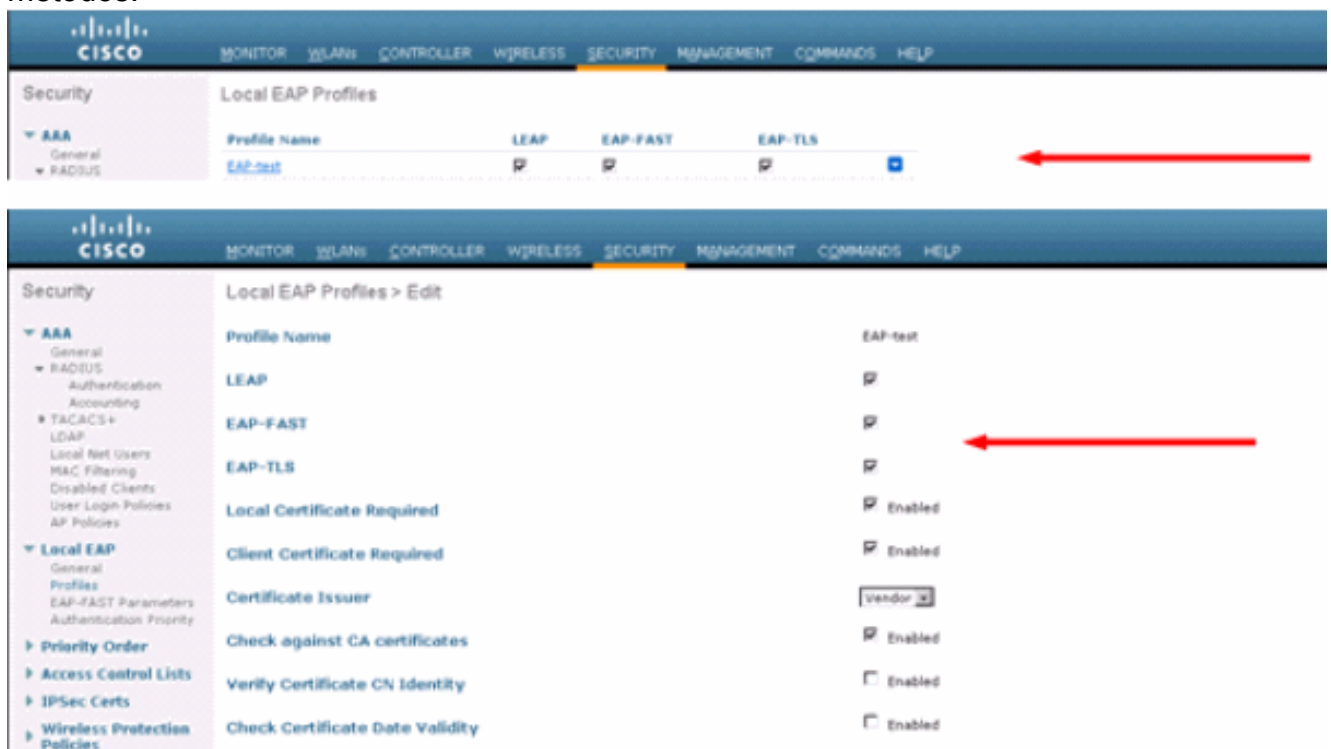 CISCO
MONITOR WLANs CONTROLLER WIRELESS SECURITY MANAGEMENT COMMANDS HELP
Security
Local EAP Profiles
AAA
General
RADIUS
Profile Name LEAP EAP-FAST EAP-TLS
EAP-test
CISCO
MONITOR WLANs CONTROLLER WIRELESS SECURITY MANAGEMENT COMMANDS HELP
Security
AAA
General
RADIUS
Authentication
Accounting
TACACS+
LDAP
Local Net Users
MAC Filtering
Disabled Clients
User Login Policies
AP Policies
Local EAP
General
Profiles
EAP-FAST Parameters
Authentication Priority
Priority Order
Access Control Lists
IPSec Certs
Wireless Protection
Policies
Local EAP Profiles > Edit
Profile Name EAP-test
LEAP
EAP-FAST
EAP-TLS
Local Certificate Required Enabled
Client Certificate Required Enabled
Certificate Issuer Vendor
Check against CA certificates Enabled
Verify Certificate CN Identity Enabled
Check Certificate Date Validity Enabled